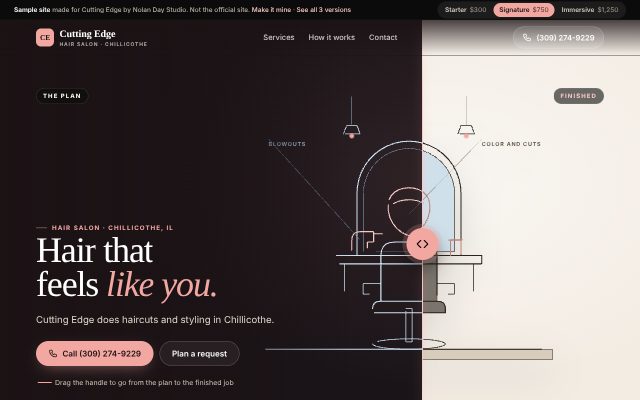 Sample site made for Cutting Edge by Nolan Day Studio. Not the official site. Make it mine · See all 3 versions
Starter $300 Signature $750 Immersive $1,250
CE
Cutting Edge
HAIR SALON · CHILLICOTHE
Services How it works Contact
(309) 274-9229
THE PLAN
FINISHED
BLOWOUTS
COLOR AND CUTS
HAIR SALON · CHILLICOTHE, IL
Hair that
feels like you.
Cutting Edge does haircuts and styling in Chillicothe.
Call (309) 274-9229
Plan a request
Drag the handle to go from the plan to the finished job